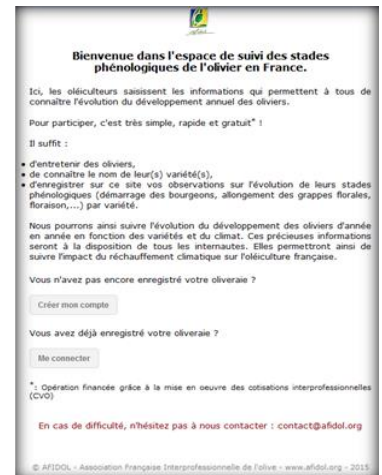 afidol
Bienvenue dans l'espace de suivi des stades
phénologiques de l'olivier en France.
Ici, les oléiculteurs saisissent les informations qui permettent à tous de
connaître l'évolution du développement annuel des oliviers.
Pour participer, c'est très simple, rapide et gratuit* !
Il suffit :
• d'entretenir des oliviers,
• de connaître le nom de leur(s) variété(s),
• d'enregistrer sur ce site vos observations sur l'évolution de leurs stades
phénologiques (démarrage des bourgeons, allongement des grappes florales,
floraison,...) par variété.
Nous pourrons ainsi suivre l'évolution du développement des oliviers d'année
en année en fonction des variétés et du climat. Ces précieuses informations
seront à la disposition de tous les internautes. Elles permettront ainsi de
suivre l'impact du réchauffement climatique sur l'oléiculture française.
Vous n'avez pas encore enregistré votre oliveraie ?
Créer mon compte
Vous avez déjà enregistré votre oliveraie ?
Me connecter
*: Opération financée grâce à la mise en oeuvre des cotisations interprofessionnelles
(CVO)
En cas de difficulté, n'hésitez pas à nous contacter : contact@afidol.org
© AFIDOL - Association Française Interprofessionnelle de l'olive - www.afidol.org - 2015